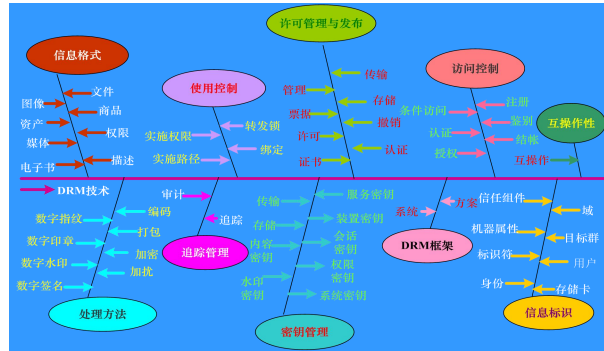 许可管理与发布
信息格式
使用控制
访问控制
互操作性
文件
图像
商品
资产
权限
媒体
描述
电子书
转发锁
实施权限
绑定
实施路径
传输
管理
存储
票据
撤销
许可
认证
证书
注册
条件访问
鉴别
认证
结帐
授权
互操作
DRM技术
编码
数字指纹
打包
数字印章
加密
数字水印
加扰
数字签名
处理方法
审计
追踪
追踪管理
服务密钥
传输
装置密钥
存储
会话
密钥
内容
密钥
权限
密钥
水印
密钥
系统密钥
密钥管理
方案
系统
DRM框架
信任组件
域
机器属性
目标群
标识符
用户
身份
存储卡
信息标识